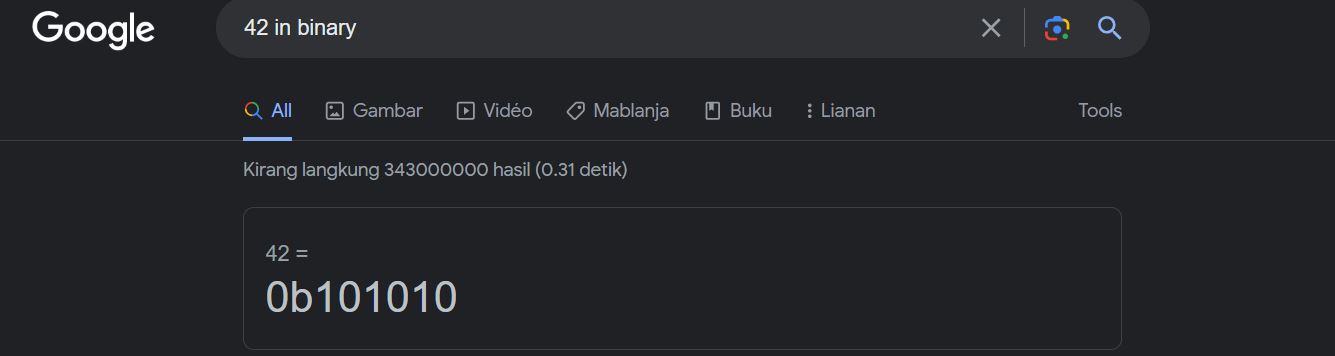 Google
42 in binary
All Gambar Vidéo Mablanja Buku Lianan Tools
Kirang langkung 343000000 hasil (0.31 detik)
42 =
0b101010